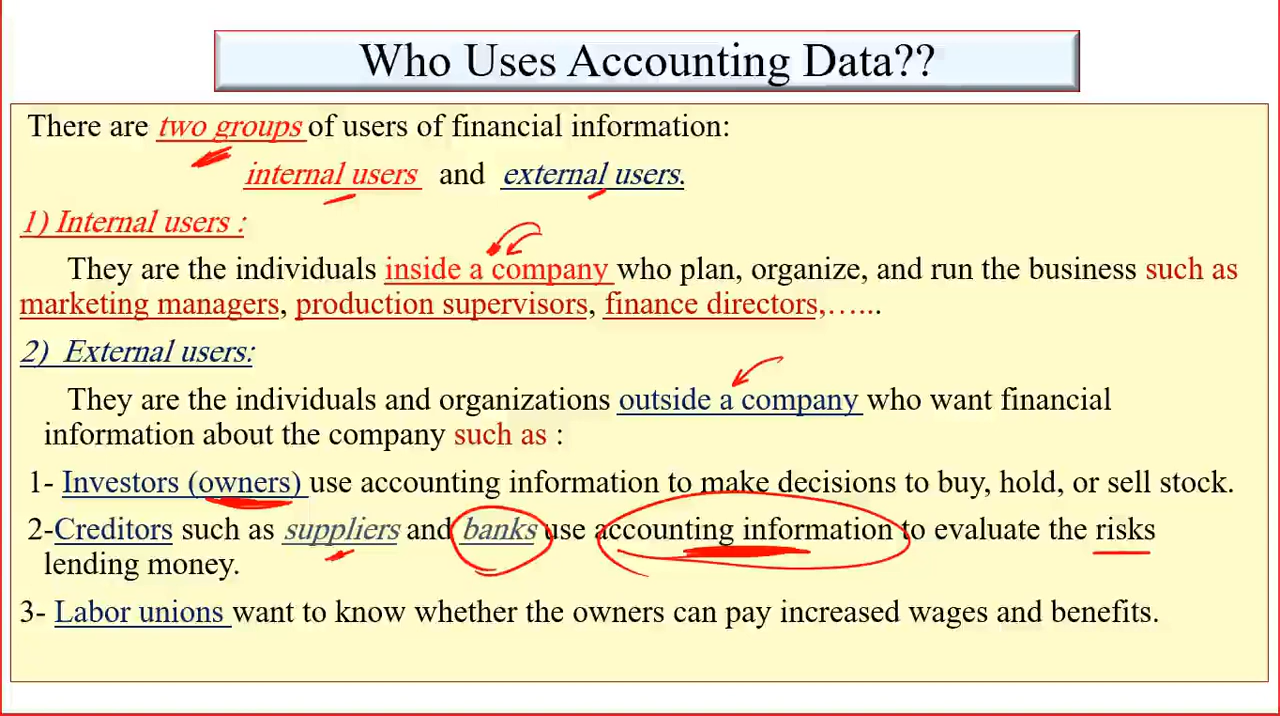 Who Uses Accounting Data??
There are two groups of users of financial information:
internal users and external users.
1) Internal users :
They are the individuals inside a company who plan, organize, and run the business such as
marketing managers, production supervisors, finance directors,…...
2) External users:
They are the individuals and organizations outside a company who want financial
information about the company such as :
1- Investors (owners) use accounting information to make decisions to buy, hold, or sell stock.
2-Creditors such as suppliers and banks use accounting information to evaluate the risks
lending money.
3- Labor unions want to know whether the owners can pay increased wages and benefits.